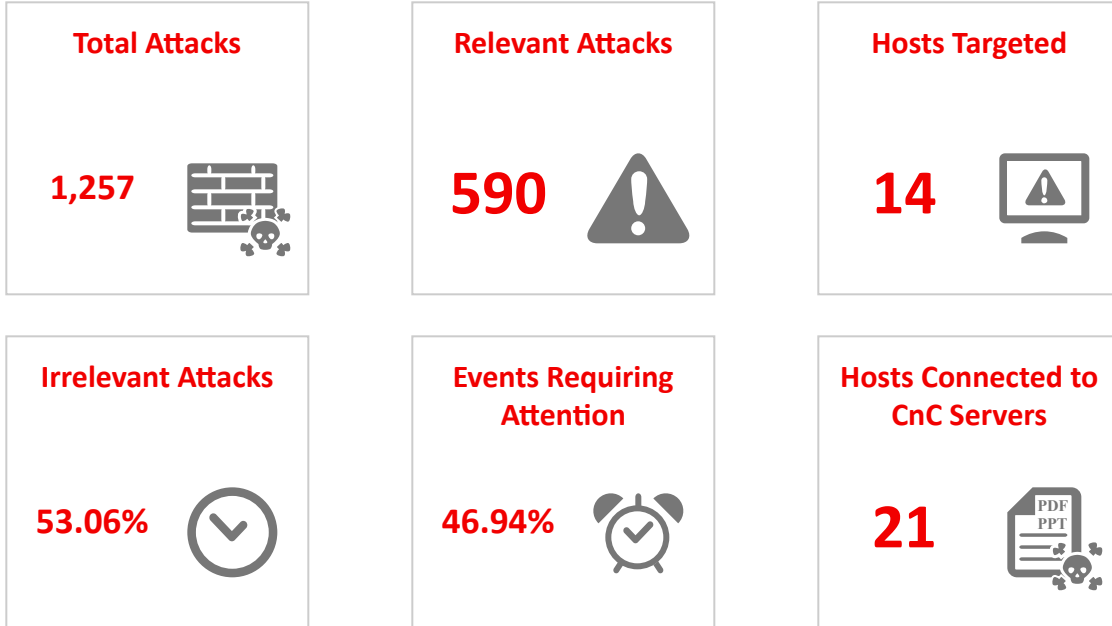 Total Attacks
1,257
Relevant Attacks
590
Hosts Targeted
14
Irrelevant Attacks
53.06%
Events Requiring
Attention
46.94%
Hosts Connected to
CnC Servers
21
PDF
PPT